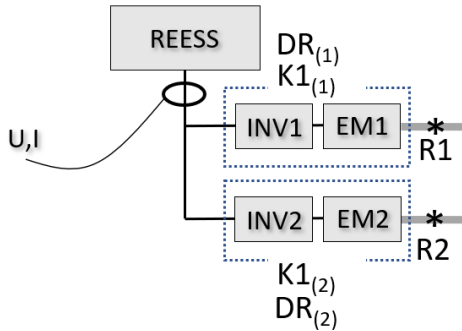 REESS
DR(1)
K1(1)
U,I
INV1 EM1
* R1
INV2 EM2
* R2
K1(2)
DR(2)